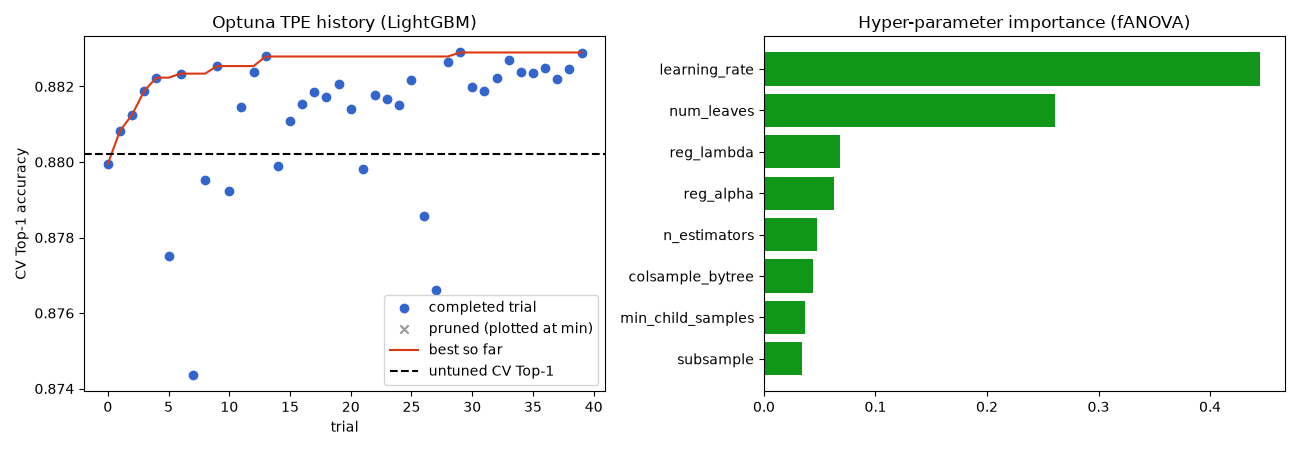 Optuna TPE history (LightGBM)
CV Top-1 accuracy
0.882
0.880
0.878
0.876
0.874
0
5
10
15
20
25
30
35
40
trial
completed trial
pruned (plotted at min)
best so far
untuned CV Top-1
Hyper-parameter importance (fANOVA)
learning_rate
num_leaves
reg_lambda
reg_alpha
n_estimators
colsample_bytree
min_child_samples
subsample
0.0
0.1
0.2
0.3
0.4